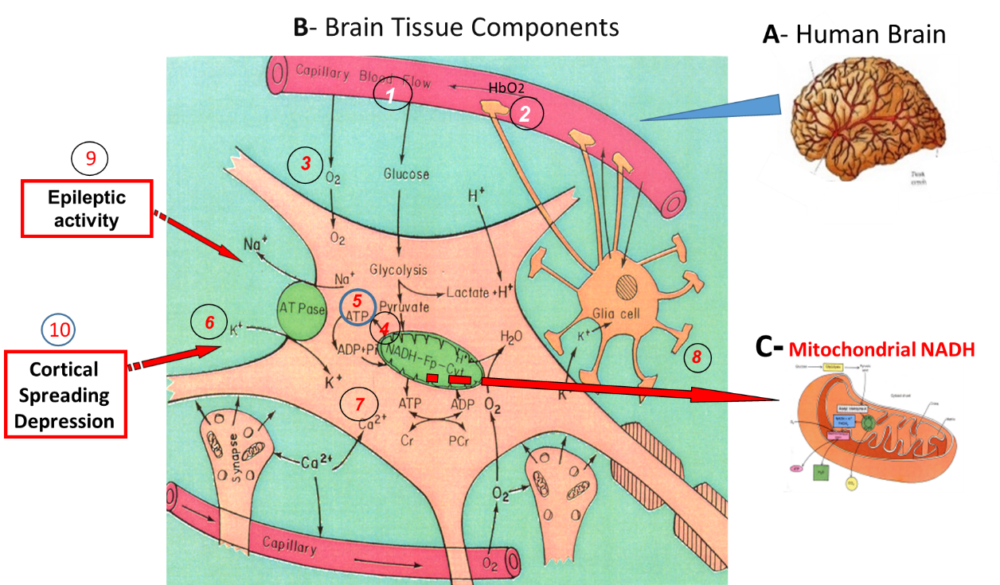 B- Brain Tissue Components
A- Human Brain
Capillary Blood Flow
HbO2
1
2
9
Epileptic
activity
3
O2
Glucose
H+
O2
Na+
Glycolysis
Na+
Lactate + H+
ATPase
5
Pyruvate
ATP
4
Glia cell
10
6
K+
K+
H2O
ADP+Pi
NADH-Fp-Cyt
H+
8
C- Mitochondrial NADH
Cortical
Spreading
Depression
K+
K+
7
ATP
ADP
O2
Ca2+
Cr
PCr
Synapse
Ca2+
O2
Capillary
O2